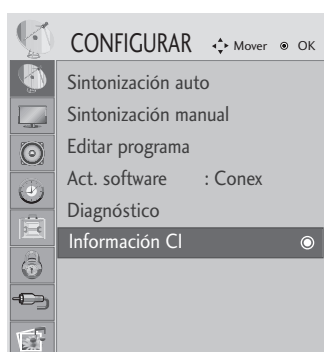 CONFIGURAR Mover OK
Sintonización auto
Sintonización manual
Editar programa
Act. software : Conex
Diagnóstico
Información CI